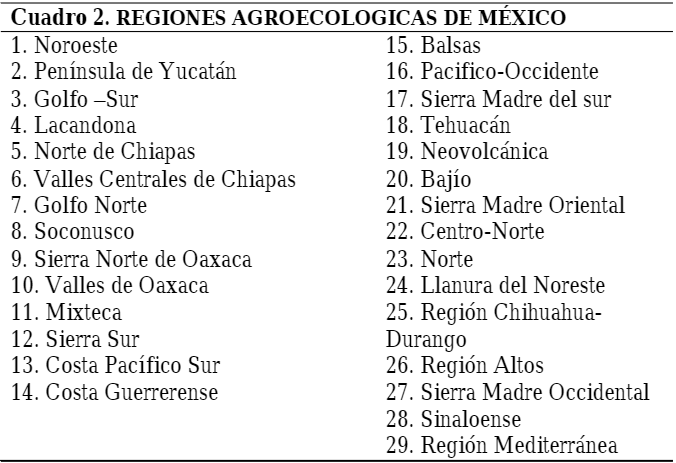 Cuadro 2. REGIONES AGROECOLOGICAS DE MÉXICO
1. Noroeste
2. Península de Yucatán
3. Golfo –Sur
4. Lacandona
5. Norte de Chiapas
6. Valles Centrales de Chiapas
7. Golfo Norte
8. Soconusco
9. Sierra Norte de Oaxaca
10. Valles de Oaxaca
11. Mixteca
12. Sierra Sur
13. Costa Pacífico Sur
14. Costa Guerrerense
15. Balsas
16. Pacifico-Occidente
17. Sierra Madre del sur
18. Tehuacán
19. Neovolcánica
20. Bajío
21. Sierra Madre Oriental
22. Centro-Norte
23. Norte
24. Llanura del Noreste
25. Región Chihuahua-
Durango
26. Región Altos
27. Sierra Madre Occidental
28. Sinaloense
29. Región Mediterránea